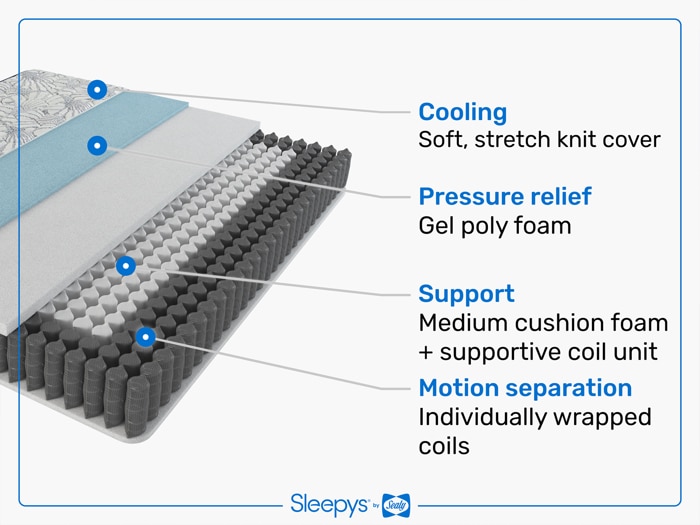 Cooling
Soft, stretch knit cover
Pressure relief
Gel poly foam
Support
Medium cushion foam
+ supportive coil unit
Motion separation
Individually wrapped
coils
Sleepys® by Sealy